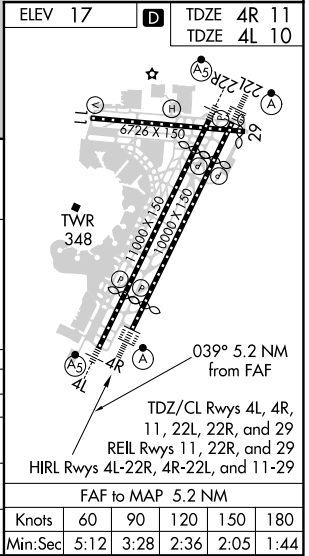 ELEV 17
D
TDZE 4R 11
TDZE 4L 10
A5
22R
22L
A
V
11
H
6726 X 150
P
29
P
P
11000 X 150
10000 X 150
TWR
348
P
P
A5
4L
4R
A
039° 5.2 NM
from FAF
TDZ/CL Rwys 4L, 4R,
11, 22L, 22R, and 29
REIL Rwys 11, 22R, and 29
HIRL Rwys 4L-22R, 4R-22L, and 11-29
FAF to MAP 5.2 NM
Knots 60 90 120 150 180
Min:Sec 5:12 3:28 2:36 2:05 1:44